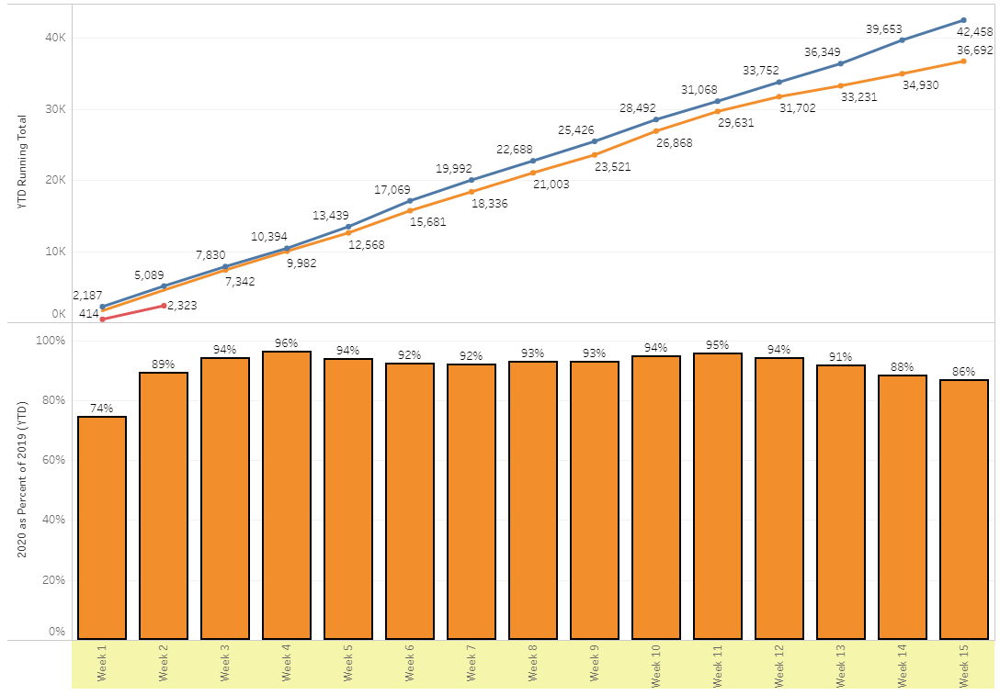 YTD Running Total
40K
30K
20K
10K
0K
2,187
5,089
7,830
10,394
13,439
17,069
19,992
22,688
25,426
28,492
31,068
33,752
36,349
39,653
42,458
36,692
414
2,323
7,342
9,982
12,568
15,681
18,336
21,003
23,521
26,868
29,631
31,702
33,231
34,930
2020 as Percent of 2019 (YTD)
100%
80%
60%
40%
20%
0%
74%
89%
94%
96%
94%
92%
92%
93%
93%
94%
95%
94%
91%
88%
86%
Week 1
Week 2
Week 3
Week 4
Week 5
Week 6
Week 7
Week 8
Week 9
Week 10
Week 11
Week 12
Week 13
Week 14
Week 15